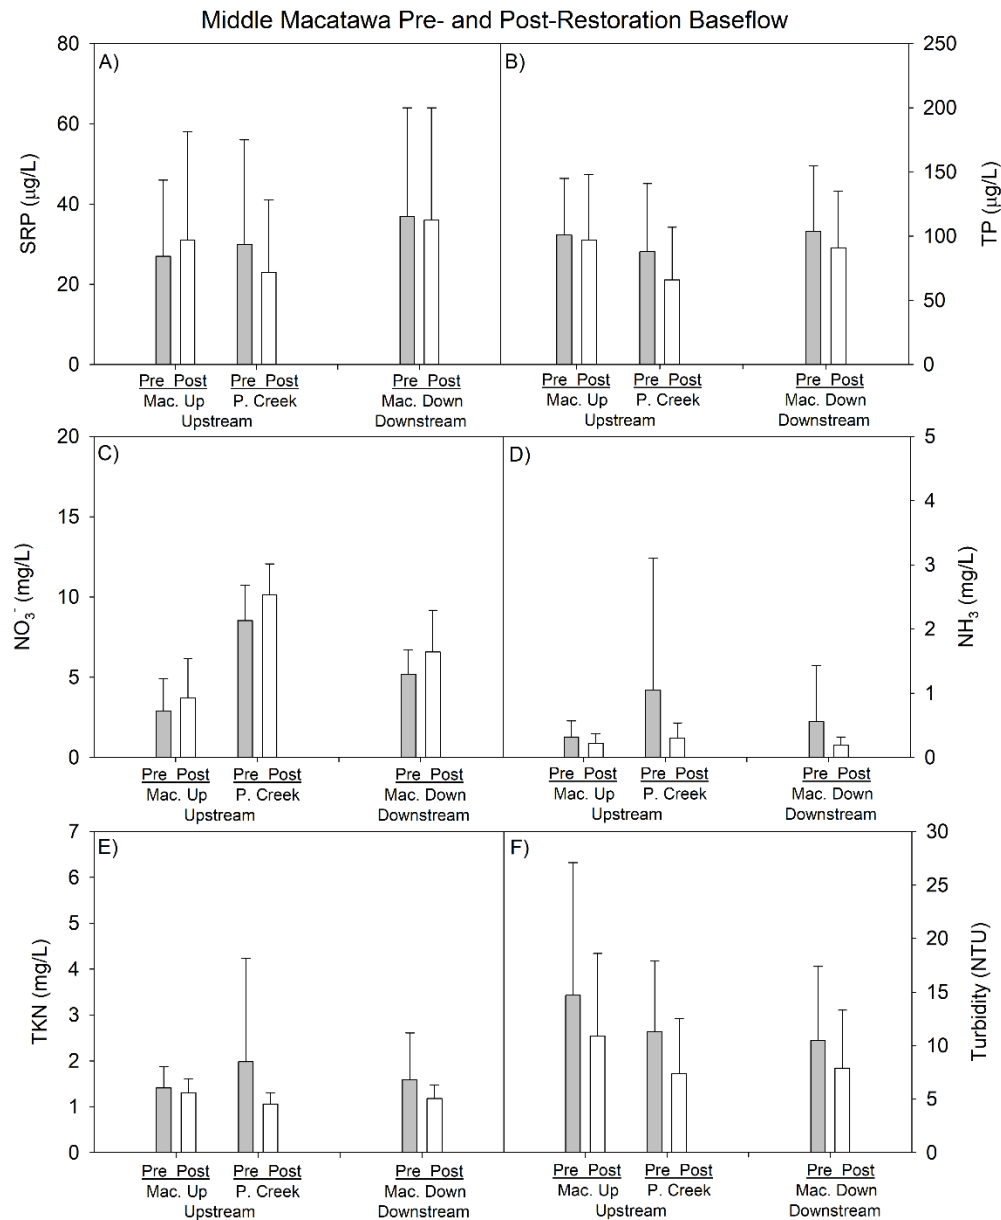 Middle Macatawa Pre- and Post-Restoration Baseflow
A)
B)
80
60
40
20
0
SRP (µg/L)
250
200
150
100
50
0
TP (µg/L)
Pre Post Pre Post Pre Post
Mac. Up P. Creek Mac. Down
Upstream Downstream
Pre Post Pre Post Pre Post
Mac. Up P. Creek Mac. Down
Upstream Downstream
C)
D)
20
15
10
5
0
NO₃⁻ (mg/L)
5
4
3
2
1
0
NH₃ (mg/L)
Pre Post Pre Post Pre Post
Mac. Up P. Creek Mac. Down
Upstream Downstream
Pre Post Pre Post Pre Post
Mac. Up P. Creek Mac. Down
Upstream Downstream
E)
F)
7
6
5
4
3
2
1
0
TKN (mg/L)
30
25
20
15
10
5
0
Turbidity (NTU)
Pre Post Pre Post Pre Post
Mac. Up P. Creek Mac. Down
Upstream Downstream
Pre Post Pre Post Pre Post
Mac. Up P. Creek Mac. Down
Upstream Downstream